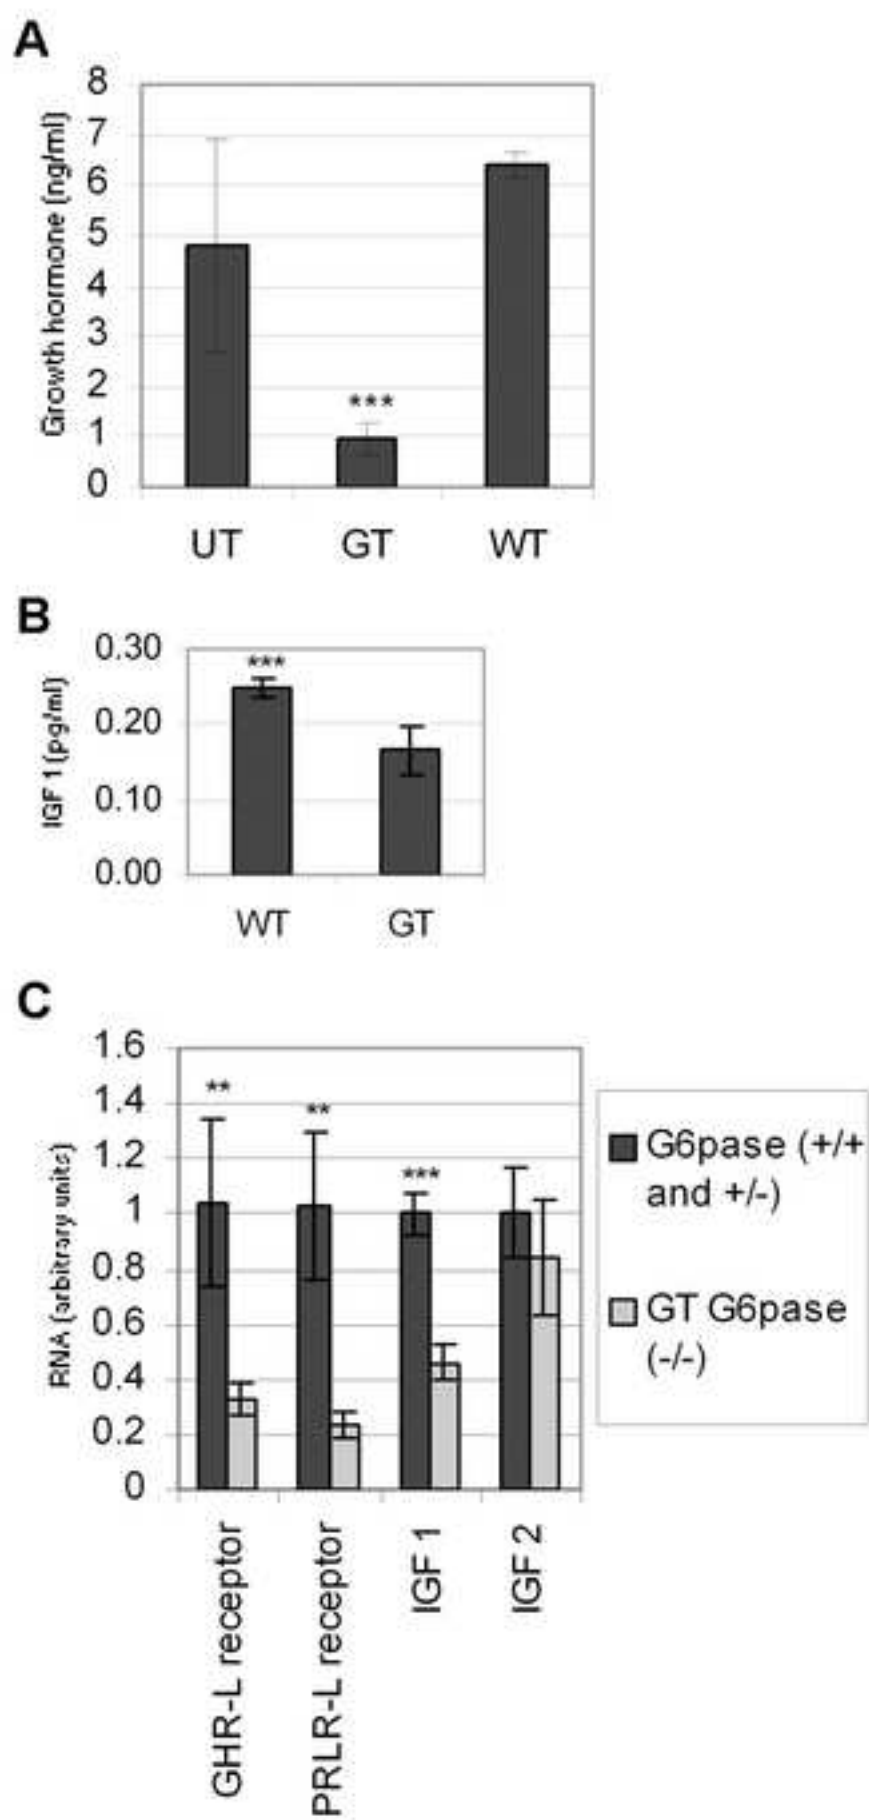 A
8
7
6
5
4
3
2
1
0
Growth hormone (ng/ml)
***
UT GT WT
B
0.30
0.20
0.10
0.00
IGF 1 (pg/ml)
***
WT GT
C
1.6
1.4
1.2
1
0.8
0.6
0.4
0.2
0
RNA (arbitrary units)
** ** ***
GHR-L receptor
PRLR-L receptor
IGF 1
IGF 2
G6pase (+/+
and +/-)
GT G6pase
(-/-)